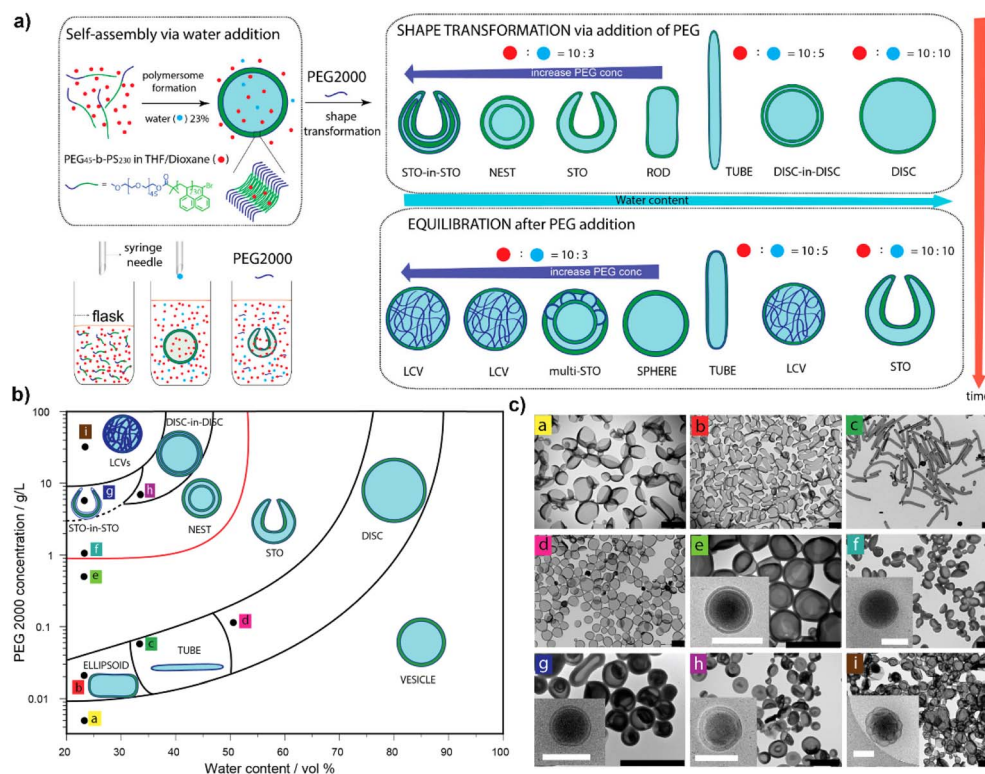 a)
Self-assembly via water addition
polymersome
formation
water ( ) 23%
PEG45-b-PS230 in THF/Dioxane ( )
=
PEG2000
shape
transformation
syringe
needle
PEG2000
flask
SHAPE TRANSFORMATION via addition of PEG
: = 10 : 3
: = 10 : 5
: = 10 : 10
increase PEG conc
STO-in-STO NEST STO ROD TUBE DISC-in-DISC DISC
Water content
EQUILIBRATION after PEG addition
: = 10 : 3
: = 10 : 5
: = 10 : 10
increase PEG conc
LCV LCV multi-STO SPHERE TUBE LCV STO
time
b)
PEG 2000 concentration / g/L
100
10
1
0.1
0.01
20 30 40 50 60 70 80 90 100
Water content / vol %
i
LCVs
DISC-in-DISC
g
h
STO-in-STO
NEST
STO
DISC
f
e
d
c
TUBE
ELLIPSOID
b
VESICLE
a
c)
a b c
d e f
g h i